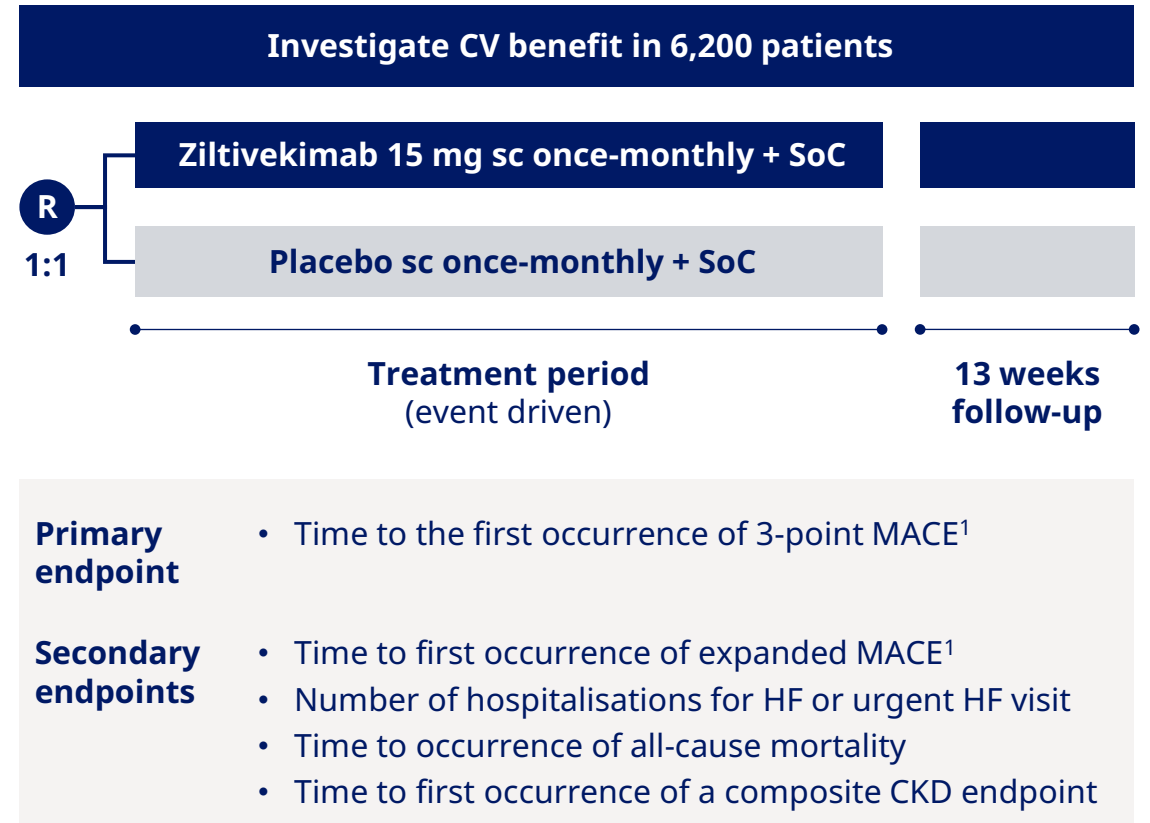 Investigate CV benefit in 6,200 patients
Ziltivekimab 15 mg sc once-monthly + SoC
R
1:1
Placebo sc once-monthly + SoC
Treatment period
(event driven)
13 weeks
follow-up
Primary
endpoint
• Time to the first occurrence of 3-point MACE¹
Secondary
endpoints
• Time to first occurrence of expanded MACE¹
• Number of hospitalisations for HF or urgent HF visit
• Time to occurrence of all-cause mortality
• Time to first occurrence of a composite CKD endpoint